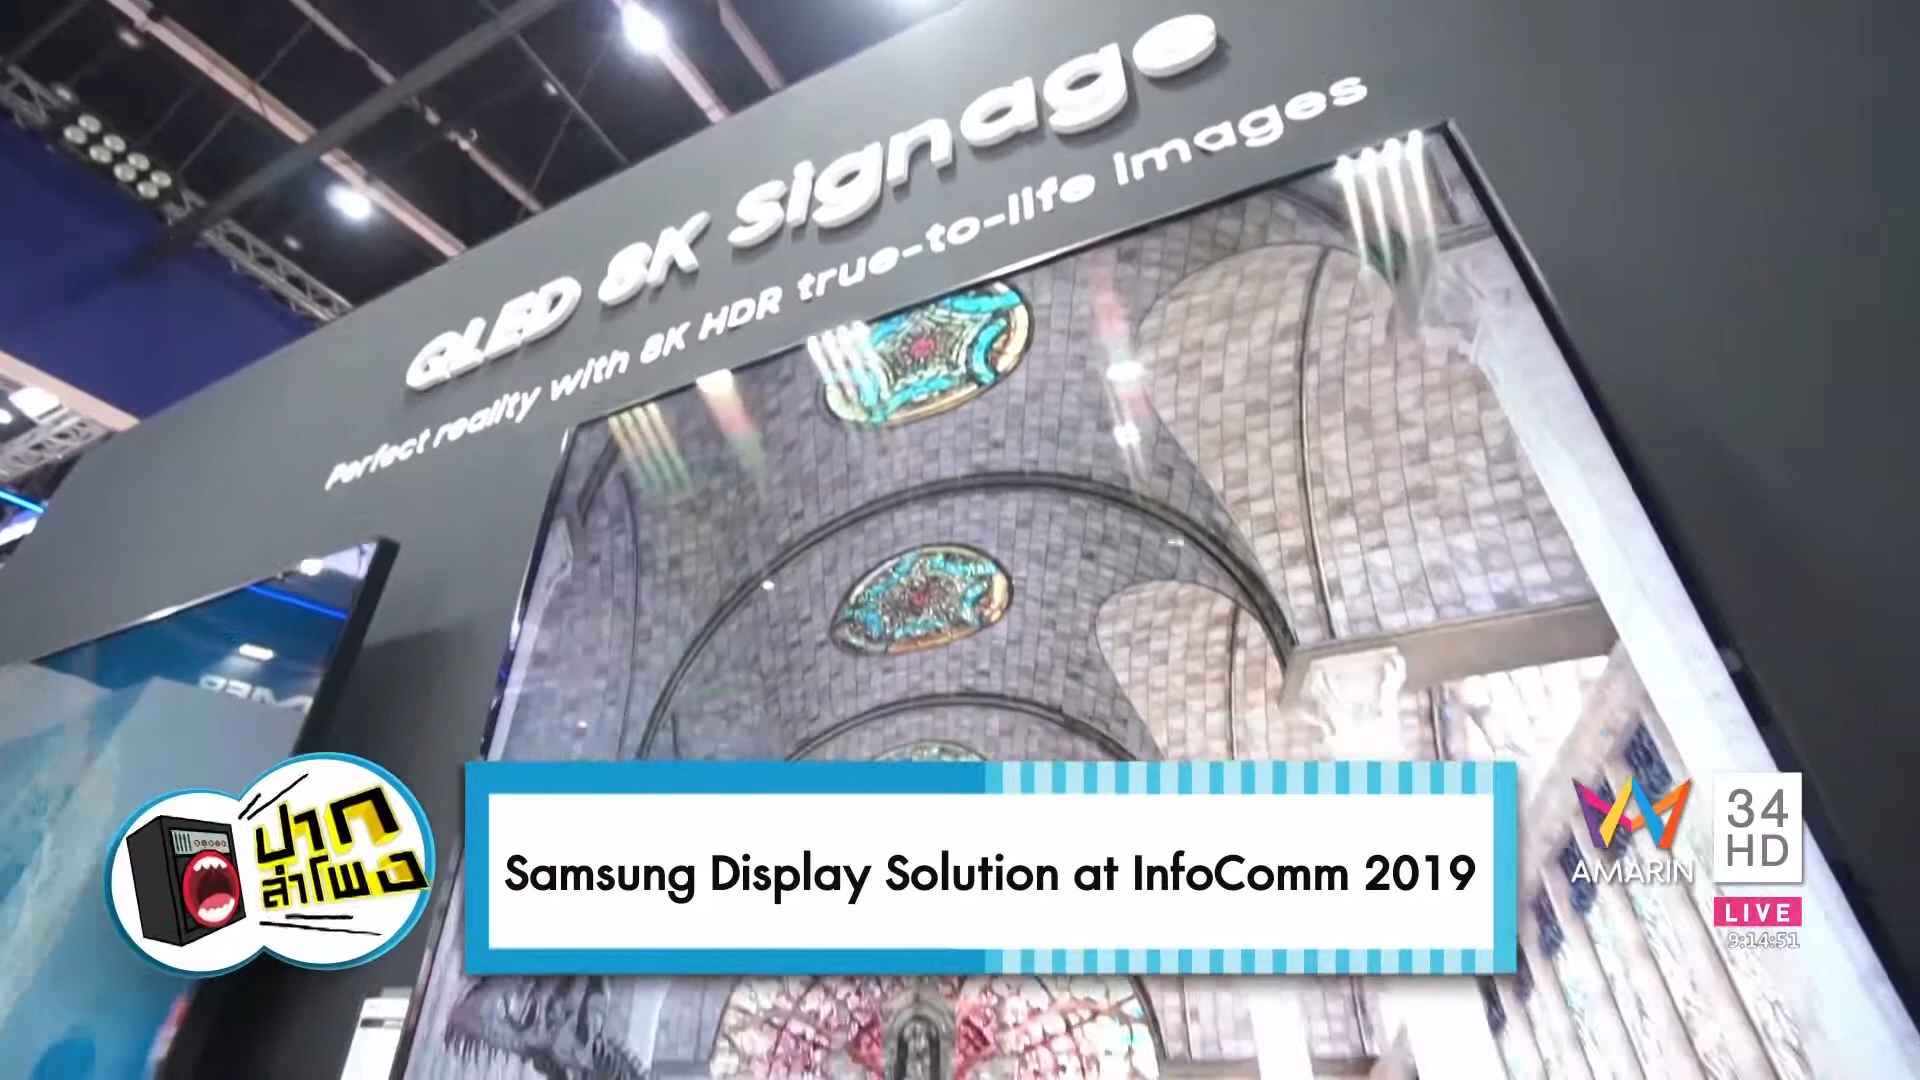 QLED 8K Signage
Perfect reality with 8K HDR true-to-life images
ปาก
ลำโพง
Samsung Display Solution at InfoComm 2019
AMARIN
34
HD
LIVE
9:14:51